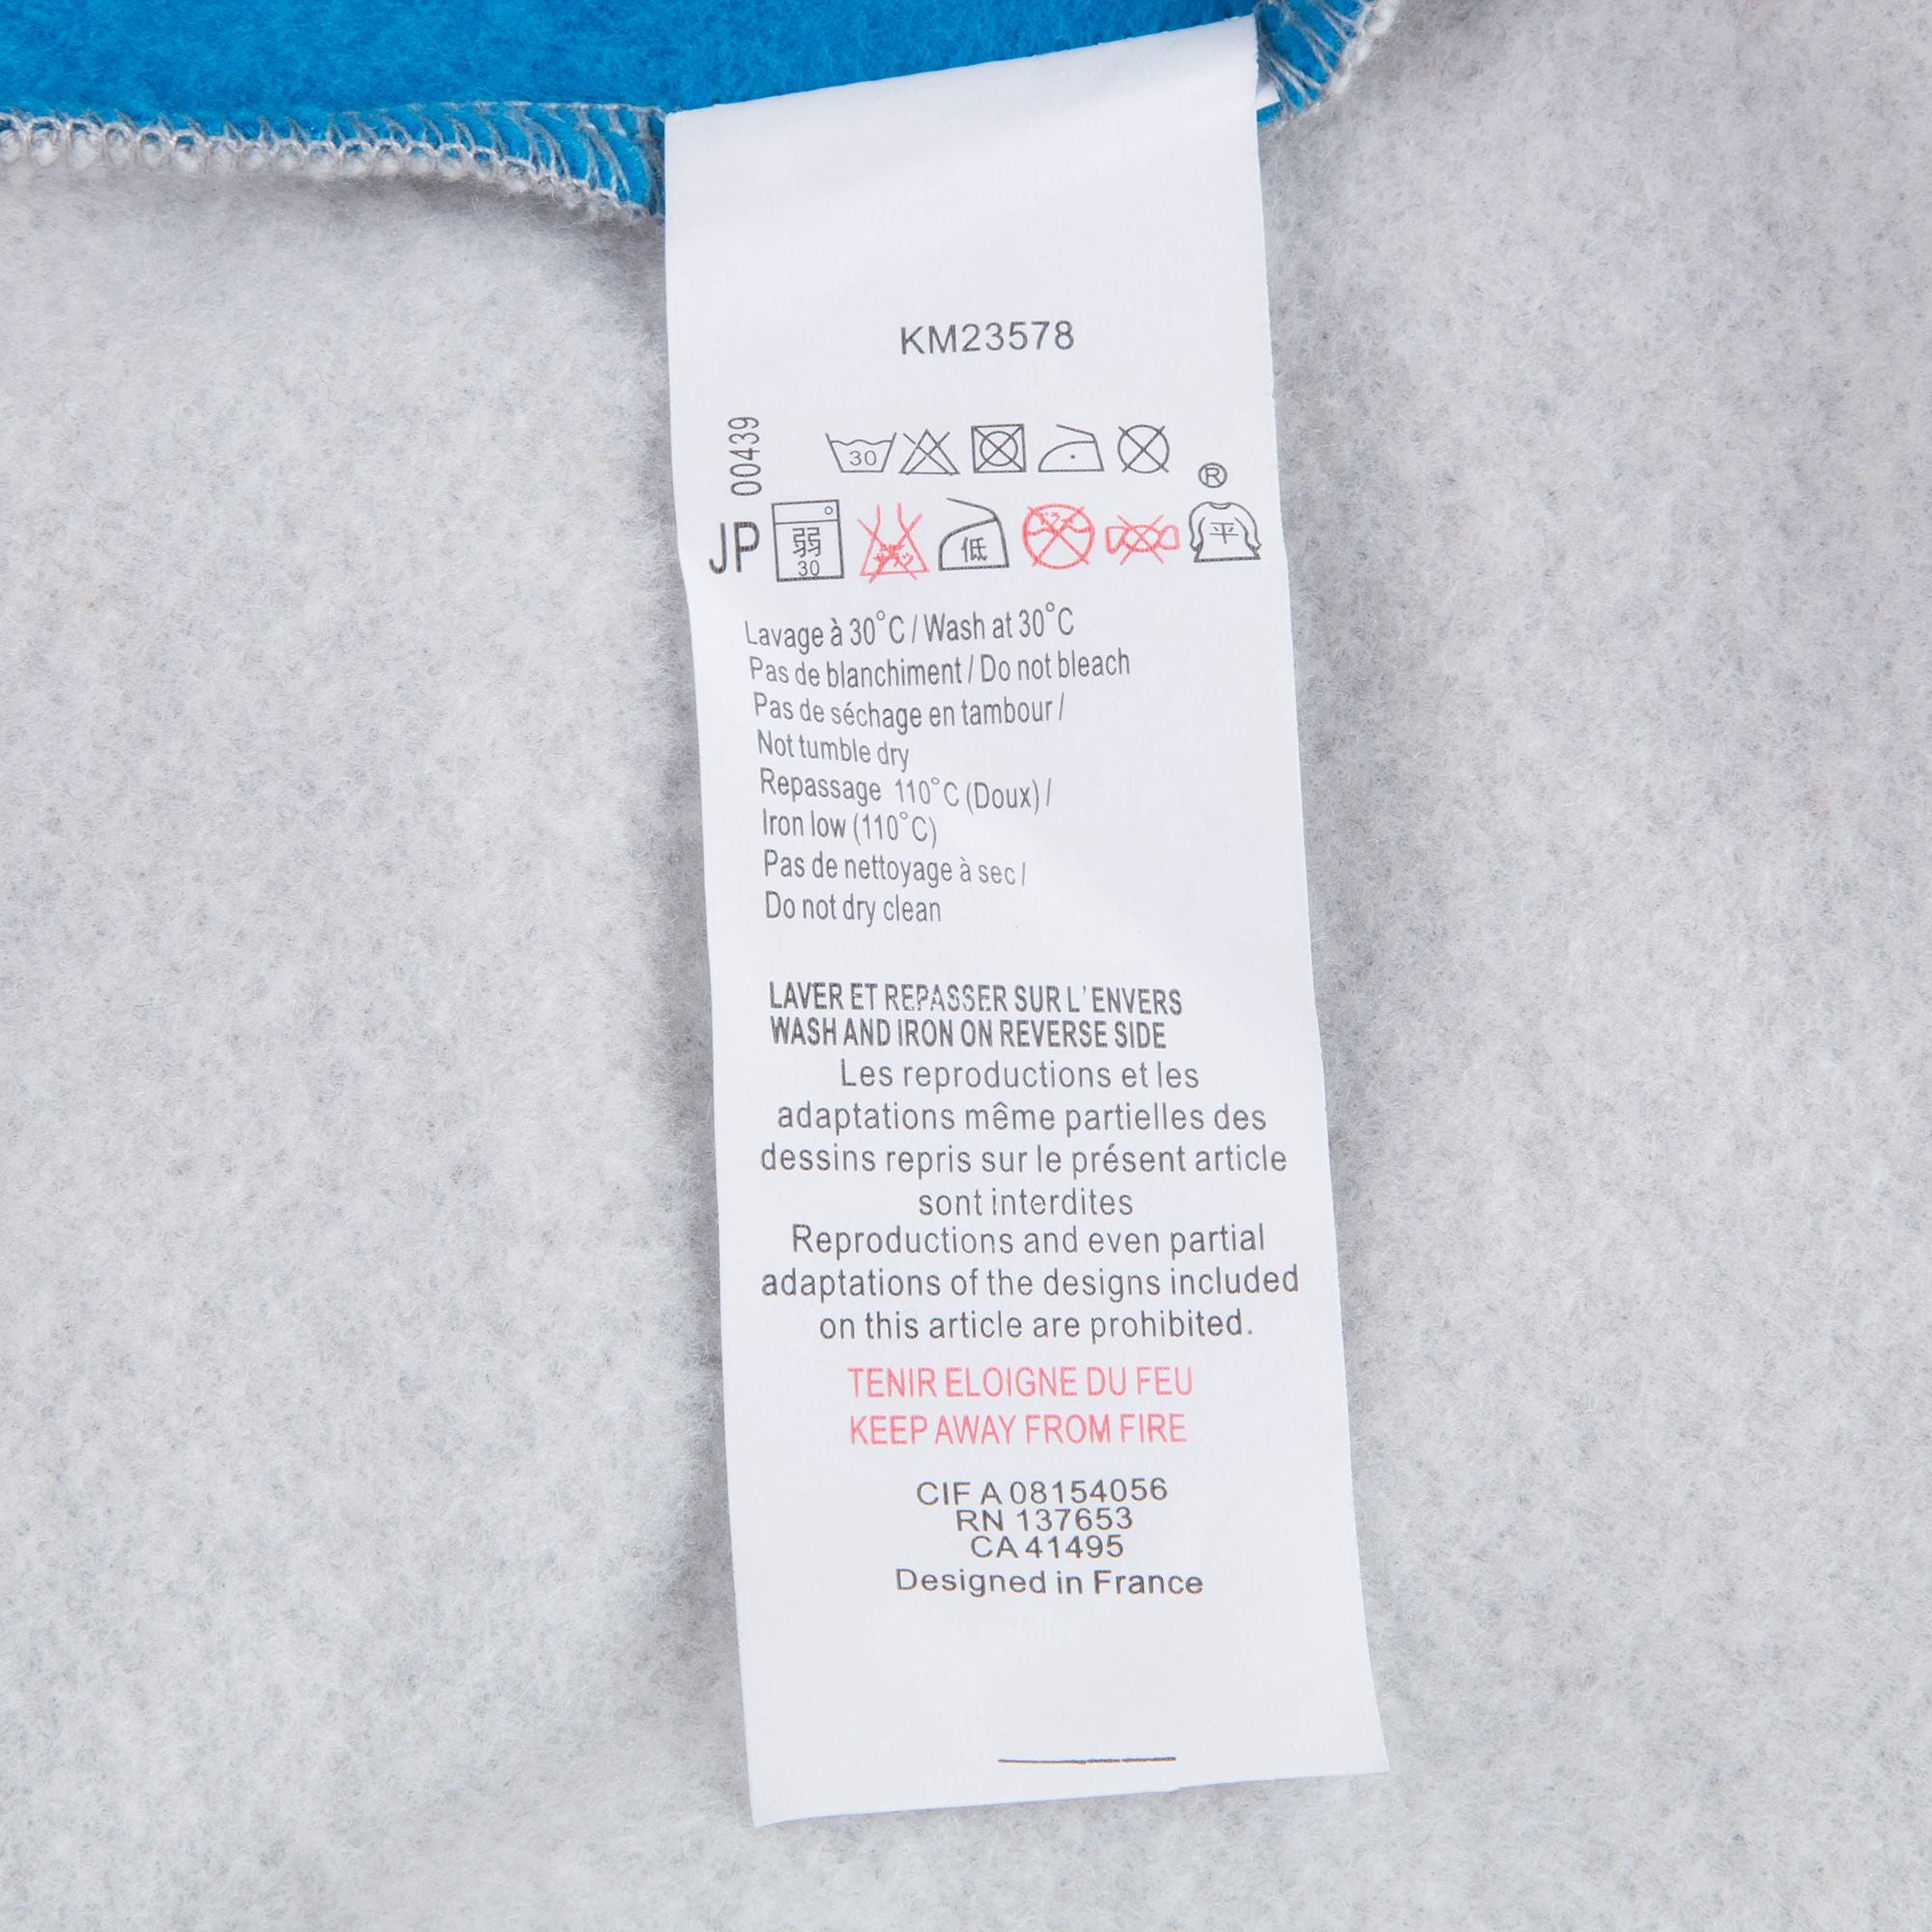 KM23578
00439
30
®
JP 弱 30 低 平
Lavage à 30°C / Wash at 30°C
Pas de blanchiment / Do not bleach
Pas de séchage en tambour /
Not tumble dry
Repassage 110°C (Doux) /
Iron low (110°C)
Pas de nettoyage à sec /
Do not dry clean
LAVER ET REPASSER SUR L'ENVERS
WASH AND IRON ON REVERSE SIDE
Les reproductions et les
adaptations même partielles des
dessins repris sur le présent article
sont interdites
Reproductions and even partial
adaptations of the designs included
on this article are prohibited.
TENIR ELOIGNE DU FEU
KEEP AWAY FROM FIRE
CIF A 08154056
RN 137653
CA 41495
Designed in France